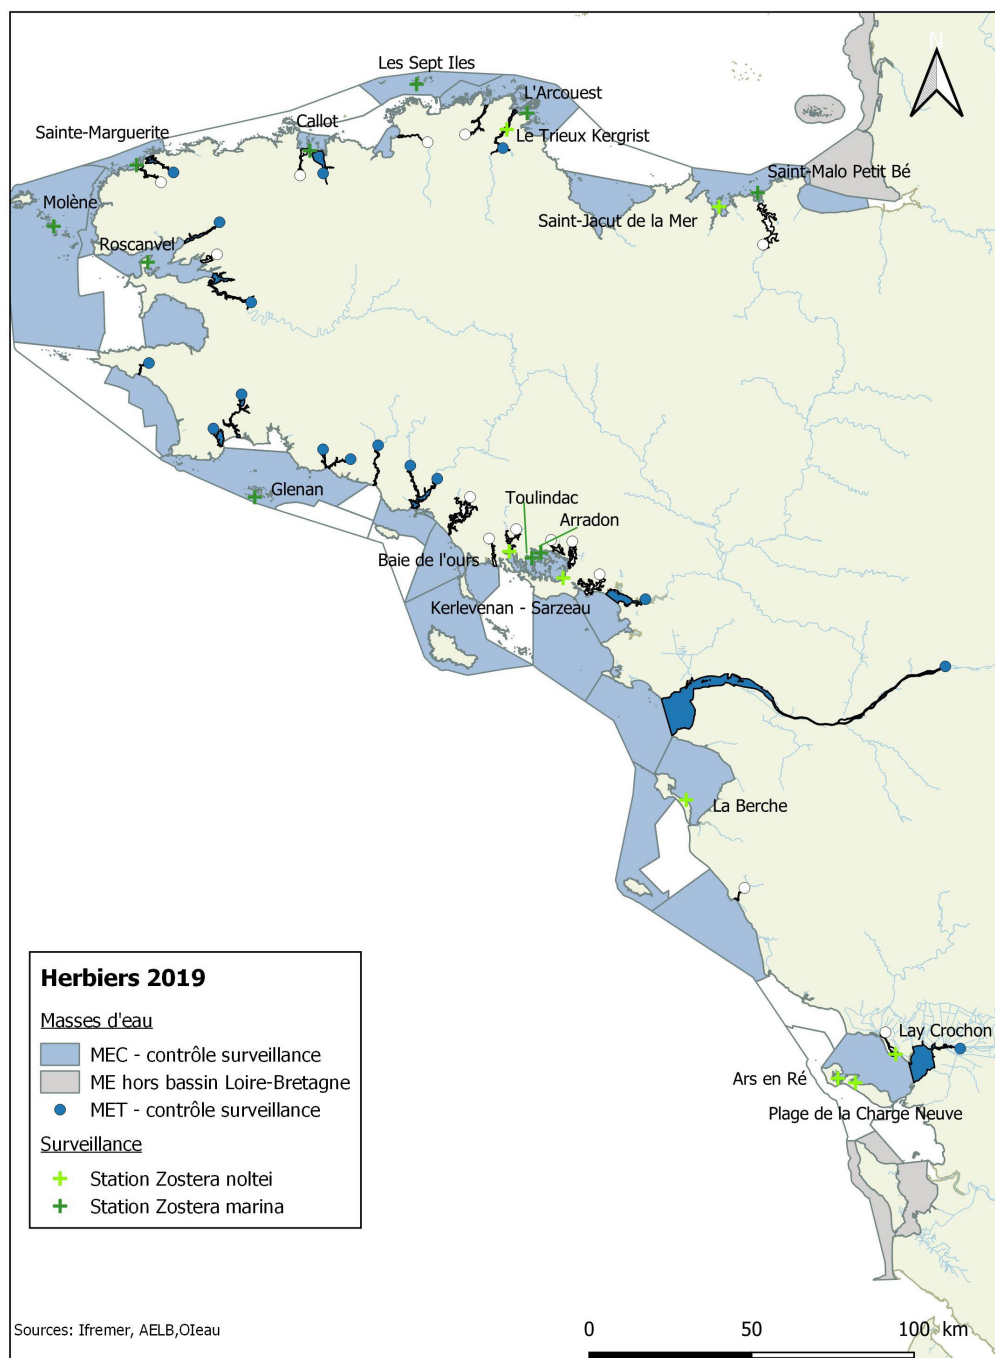 N
Les Sept Iles
L'Arcouest
Sainte-Marguerite
Callot
Le Trieux Kergrist
Saint-Malo Petit Bé
Molène
Saint-Jacut de la Mer
Roscanvel
Glenan
Toulindac
Arradon
Baie de l'ours
Kerlevenan - Sarzeau
La Berche
Herbiers 2019
Masses d'eau
MEC - contrôle surveillance
ME hors bassin Loire-Bretagne
MET - contrôle surveillance
Surveillance
Station Zostera noltei
Station Zostera marina
Lay Crochon
Ars en Ré
Plage de la Charge Neuve
Sources: Ifremer, AELB,OIeau
0 50 100 km